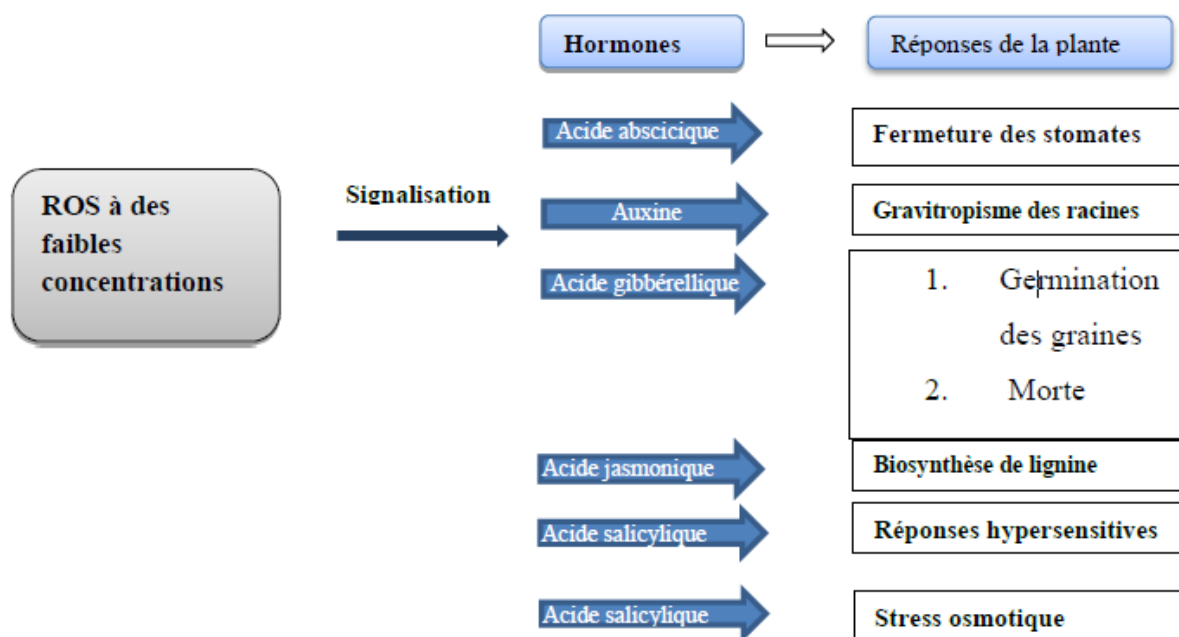 Hormones
Réponses de la plante
Acide abscicique
Fermeture des stomates
ROS à des
faibles
concentrations
Signalisation
Auxine
Gravitropisme des racines
Acide gibbérellique
1. Germination
des graines
2. Morte
Acide jasmonique
Biosynthèse de lignine
Acide salicylique
Réponses hypersensitives
Acide salicylique
Stress osmotique